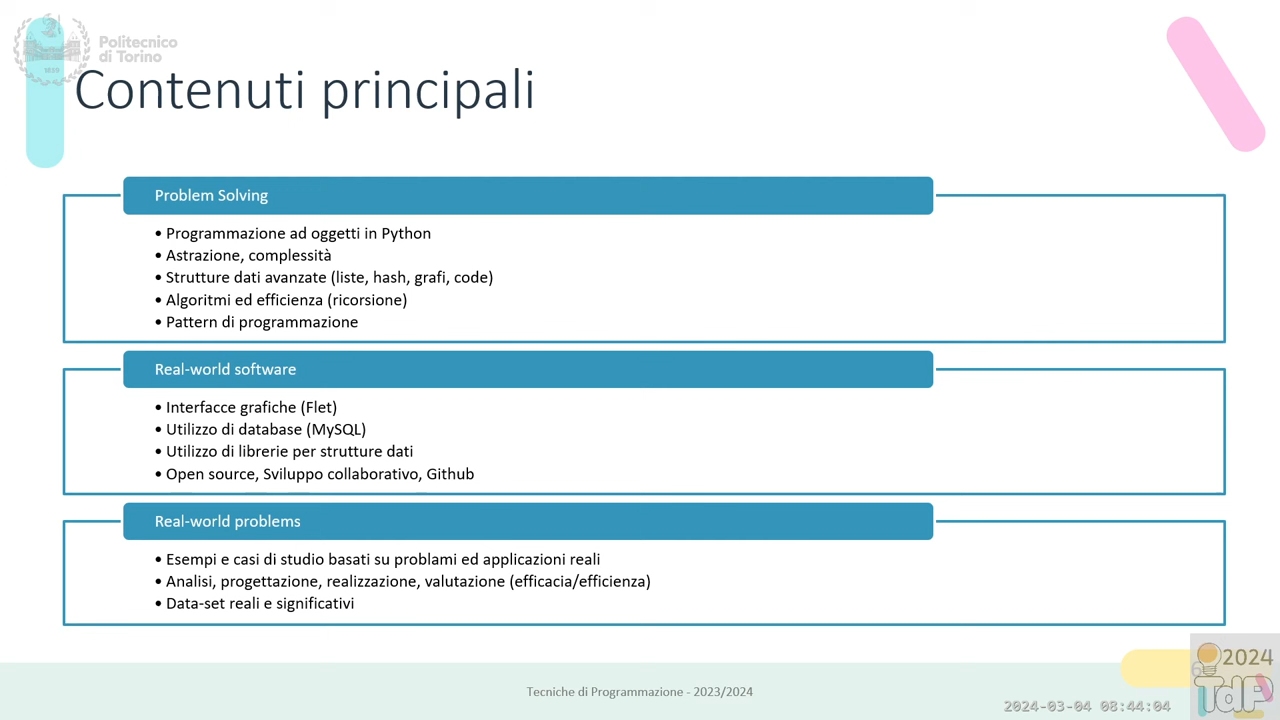 Politecnico
di Torino
1859
Contenuti principali
Problem Solving
• Programmazione ad oggetti in Python
• Astrazione, complessità
• Strutture dati avanzate (liste, hash, grafi, code)
• Algoritmi ed efficienza (ricorsione)
• Pattern di programmazione
Real-world software
• Interfacce grafiche (Flet)
• Utilizzo di database (MySQL)
• Utilizzo di librerie per strutture dati
• Open source, Sviluppo collaborativo, Github
Real-world problems
• Esempi e casi di studio basati su problami ed applicazioni reali
• Analisi, progettazione, realizzazione, valutazione (efficacia/efficienza)
• Data-set reali e significativi
Tecniche di Programmazione - 2023/2024
6
2024
TdP
2024-03-04 08:44:04